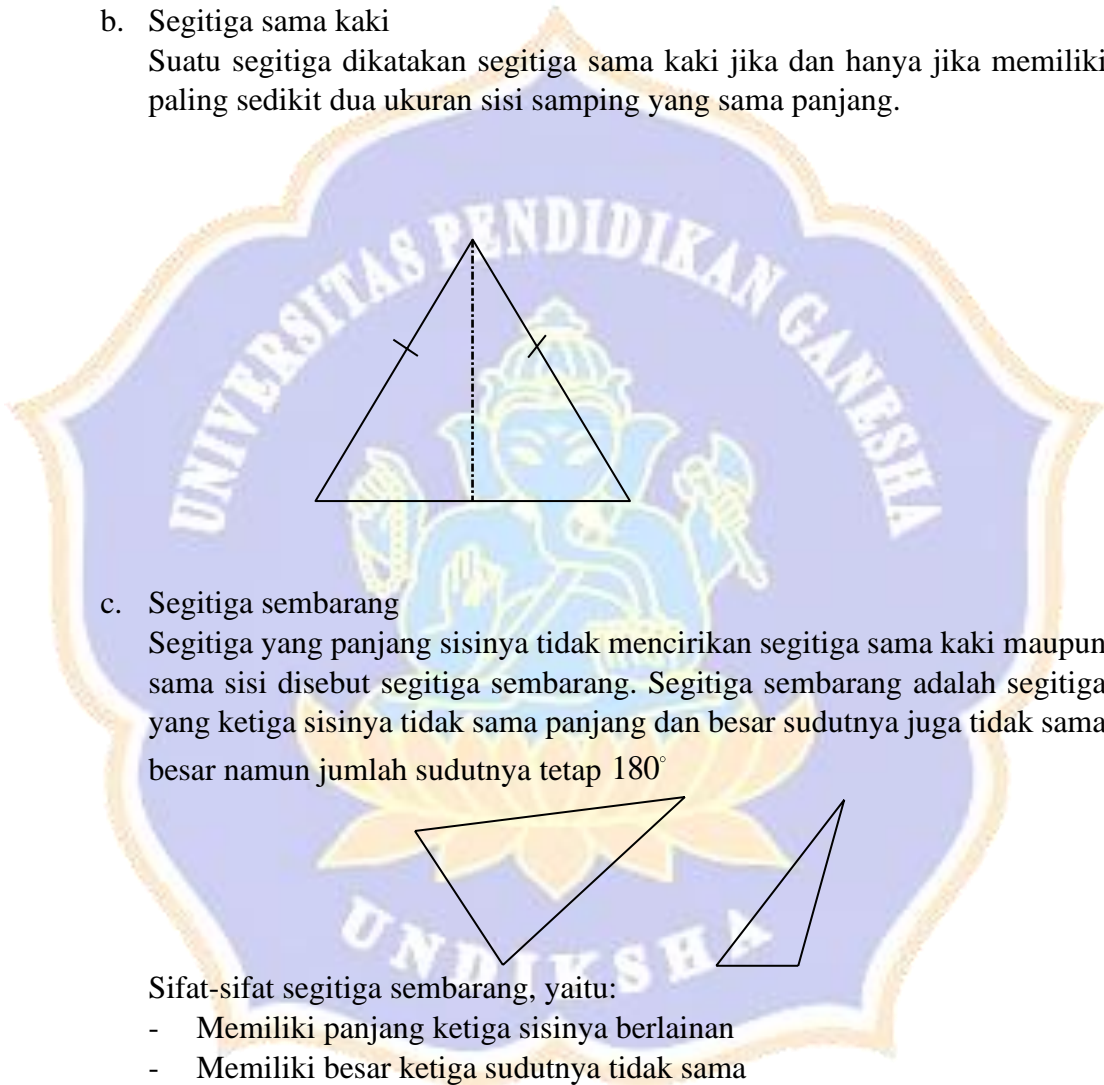 b. Segitiga sama kaki
Suatu segitiga dikatakan segitiga sama kaki jika dan hanya jika memiliki
paling sedikit dua ukuran sisi samping yang sama panjang.
UNIVERSITAS PENDIDIKAN GANESHA
c. Segitiga sembarang
Segitiga yang panjang sisinya tidak mencirikan segitiga sama kaki maupun
sama sisi disebut segitiga sembarang. Segitiga sembarang adalah segitiga
yang ketiga sisinya tidak sama panjang dan besar sudutnya juga tidak sama
besar namun jumlah sudutnya tetap 180°
UNDIKSHA
Sifat-sifat segitiga sembarang, yaitu:
- Memiliki panjang ketiga sisinya berlainan
- Memiliki besar ketiga sudutnya tidak sama